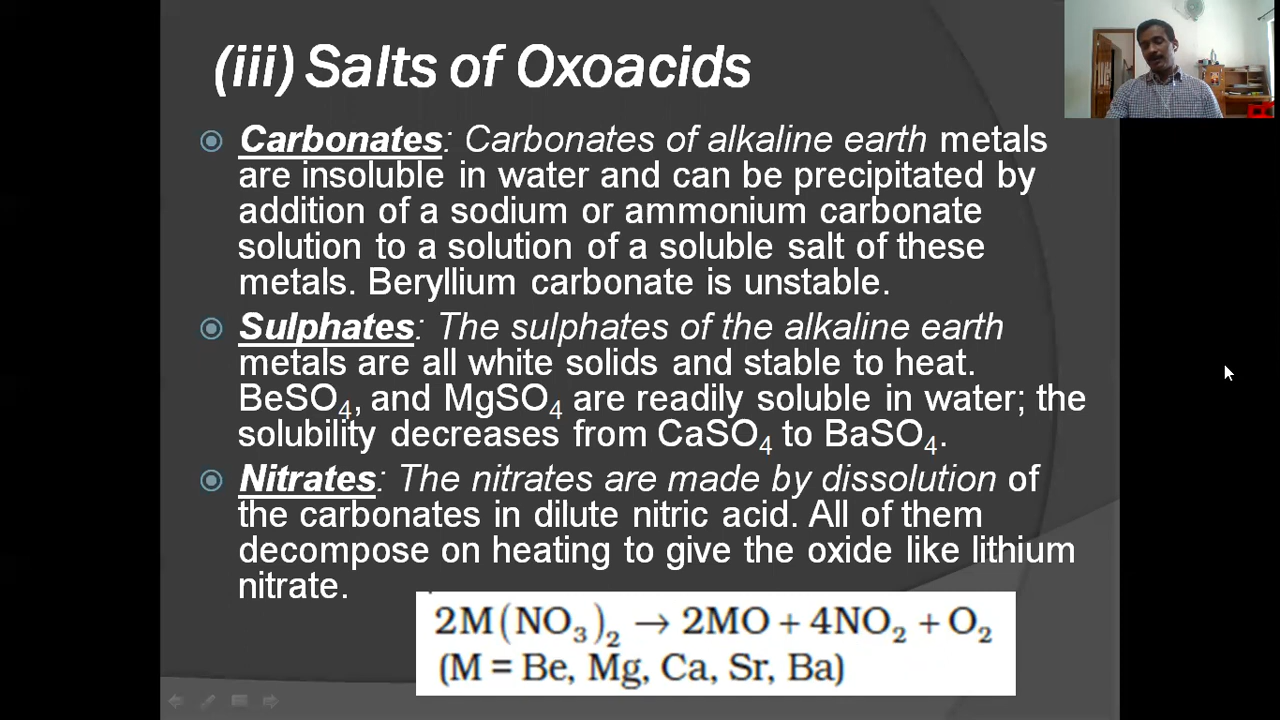 (iii) Salts of Oxoacids
Carbonates: Carbonates of alkaline earth metals
are insoluble in water and can be precipitated by
addition of a sodium or ammonium carbonate
solution to a solution of a soluble salt of these
metals. Beryllium carbonate is unstable.
Sulphates: The sulphates of the alkaline earth
metals are all white solids and stable to heat.
BeSO₄, and MgSO₄ are readily soluble in water; the
solubility decreases from CaSO₄ to BaSO₄.
Nitrates: The nitrates are made by dissolution of
the carbonates in dilute nitric acid. All of them
decompose on heating to give the oxide like lithium
nitrate.
2M(NO₃)₂ → 2MO + 4NO₂ + O₂
(M = Be, Mg, Ca, Sr, Ba)